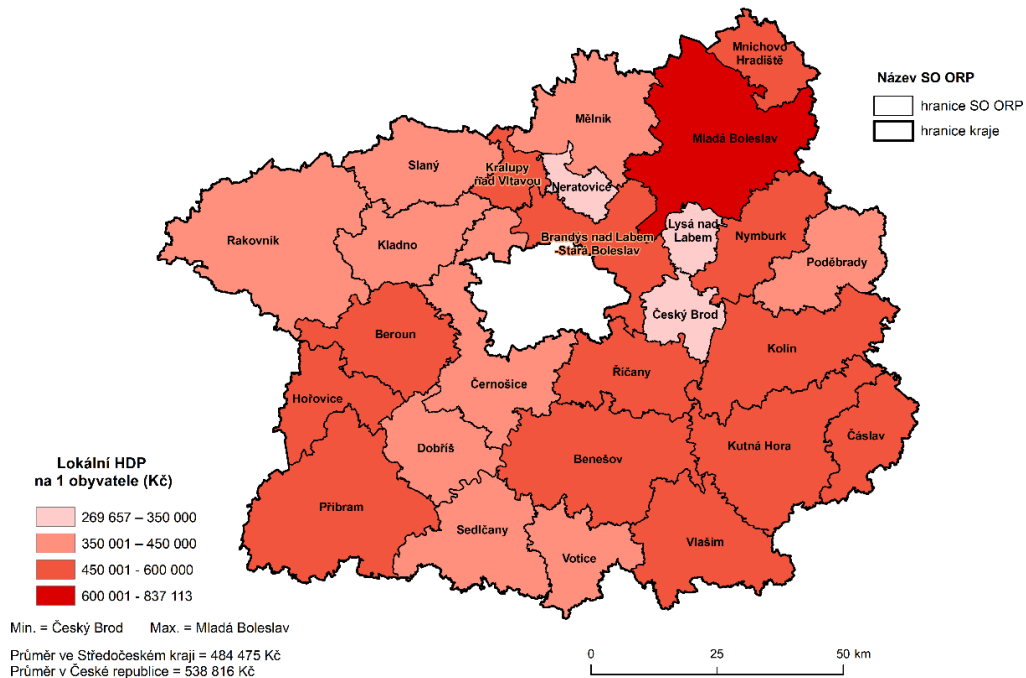 Mnichovo
Hradiště
Název SO ORP
hranice SO ORP
hranice kraje
Mělník
Mladá Boleslav
Slaný
Kralupy
nad Vltavou
Neratovice
Rakovník
Kladno
Brandýs nad Labem
-Stará Boleslav
Lysá nad
Labem
Nymburk
Poděbrady
Český Brod
Beroun
Kolín
Říčany
Černošice
Hořovice
Dobříš
Benešov
Kutná Hora
Čáslav
Příbram
Sedlčany
Votice
Vlašim
Lokální HDP
na 1 obyvatele (Kč)
269 657 – 350 000
350 001 – 450 000
450 001 - 600 000
600 001 - 837 113
Min. = Český Brod Max. = Mladá Boleslav
Průměr ve Středočeském kraji = 484 475 Kč
Průměr v České republice = 538 816 Kč
0 25 50 km